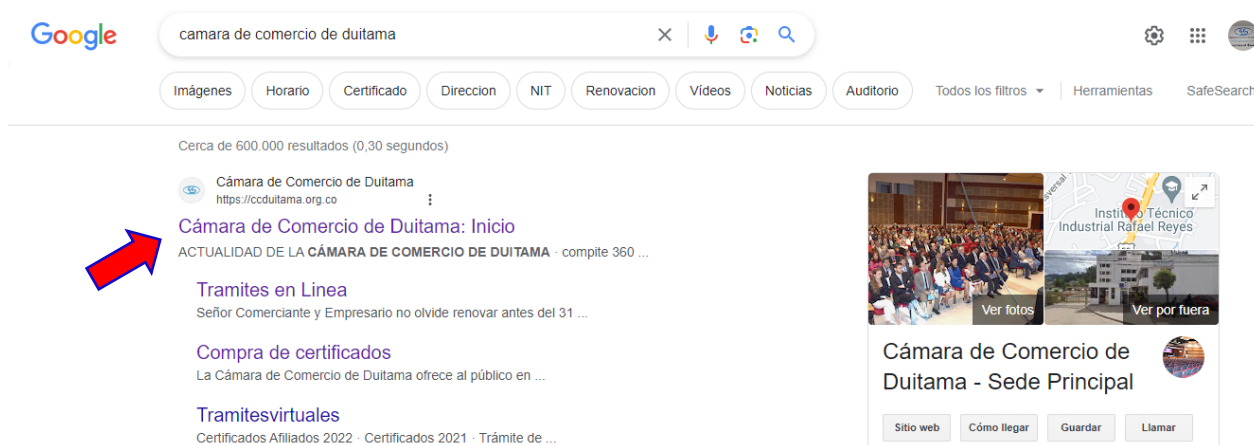 Google
camara de comercio de duitama
Imágenes Horario Certificado Direccion NIT Renovacion Vídeos Noticias Auditorio Todos los filtros Herramientas SafeSearch
Cerca de 600.000 resultados (0,30 segundos)
Cámara de Comercio de Duitama
https://ccduitama.org.co
Cámara de Comercio de Duitama: Inicio
ACTUALIDAD DE LA CÁMARA DE COMERCIO DE DUITAMA · compite 360 ...
Tramites en Linea
Señor Comerciante y Empresario no olvide renovar antes del 31 ...
Compra de certificados
La Cámara de Comercio de Duitama ofrece al público en ...
Tramitesvirtuales
Certificados Afiliados 2022 · Certificados 2021 · Trámite de ...
Instituto Técnico
Industrial Rafael Reyes
Ver fotos
Ver por fuera
Cámara de Comercio de
Duitama - Sede Principal
Sitio web Cómo llegar Guardar Llamar